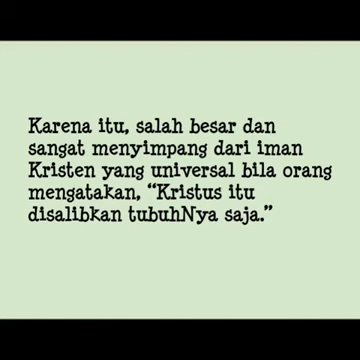 Karena itu, salah besar dan
sangat menyimpang dari iman
Kristen yang universal bila orang
mengatakan, “Kristus itu
disalibkan tubuhNya saja.”